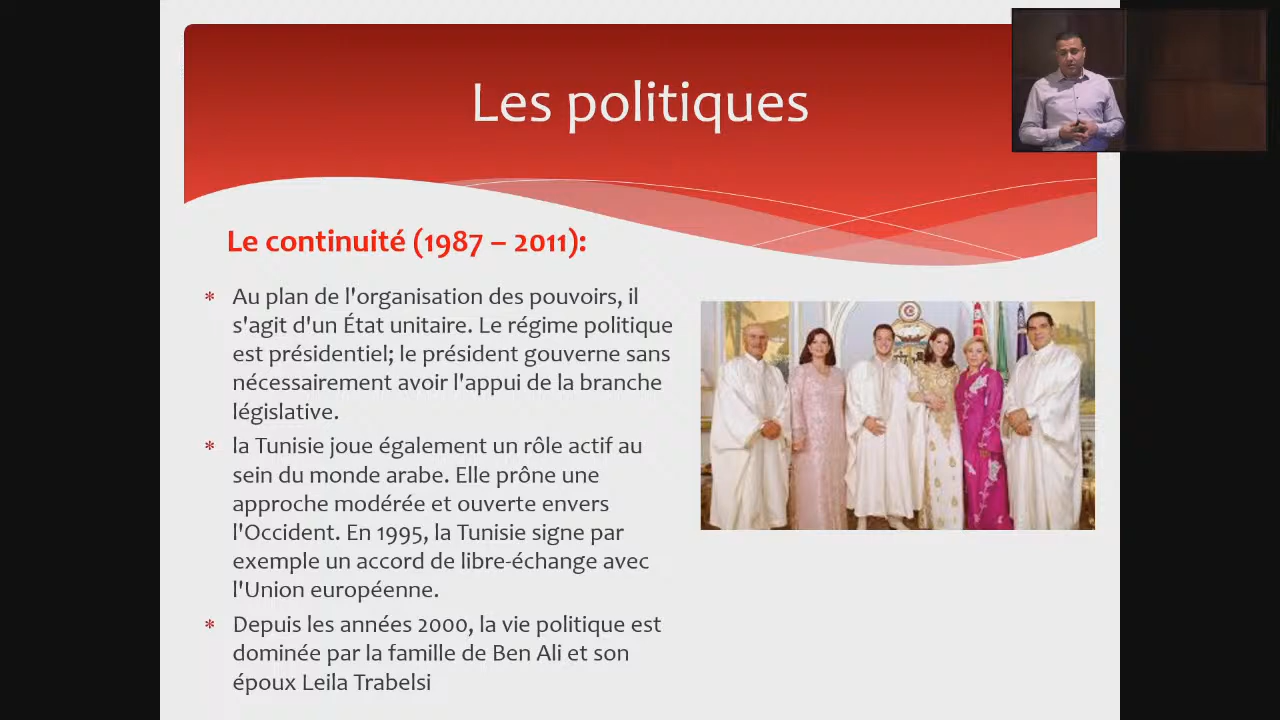 Les politiques
Le continuité (1987 – 2011):
* Au plan de l'organisation des pouvoirs, il
s'agit d'un État unitaire. Le régime politique
est présidentiel; le président gouverne sans
nécessairement avoir l'appui de la branche
législative.
* la Tunisie joue également un rôle actif au
sein du monde arabe. Elle prône une
approche modérée et ouverte envers
l'Occident. En 1995, la Tunisie signe par
exemple un accord de libre-échange avec
l'Union européenne.
* Depuis les années 2000, la vie politique est
dominée par la famille de Ben Ali et son
époux Leila Trabelsi